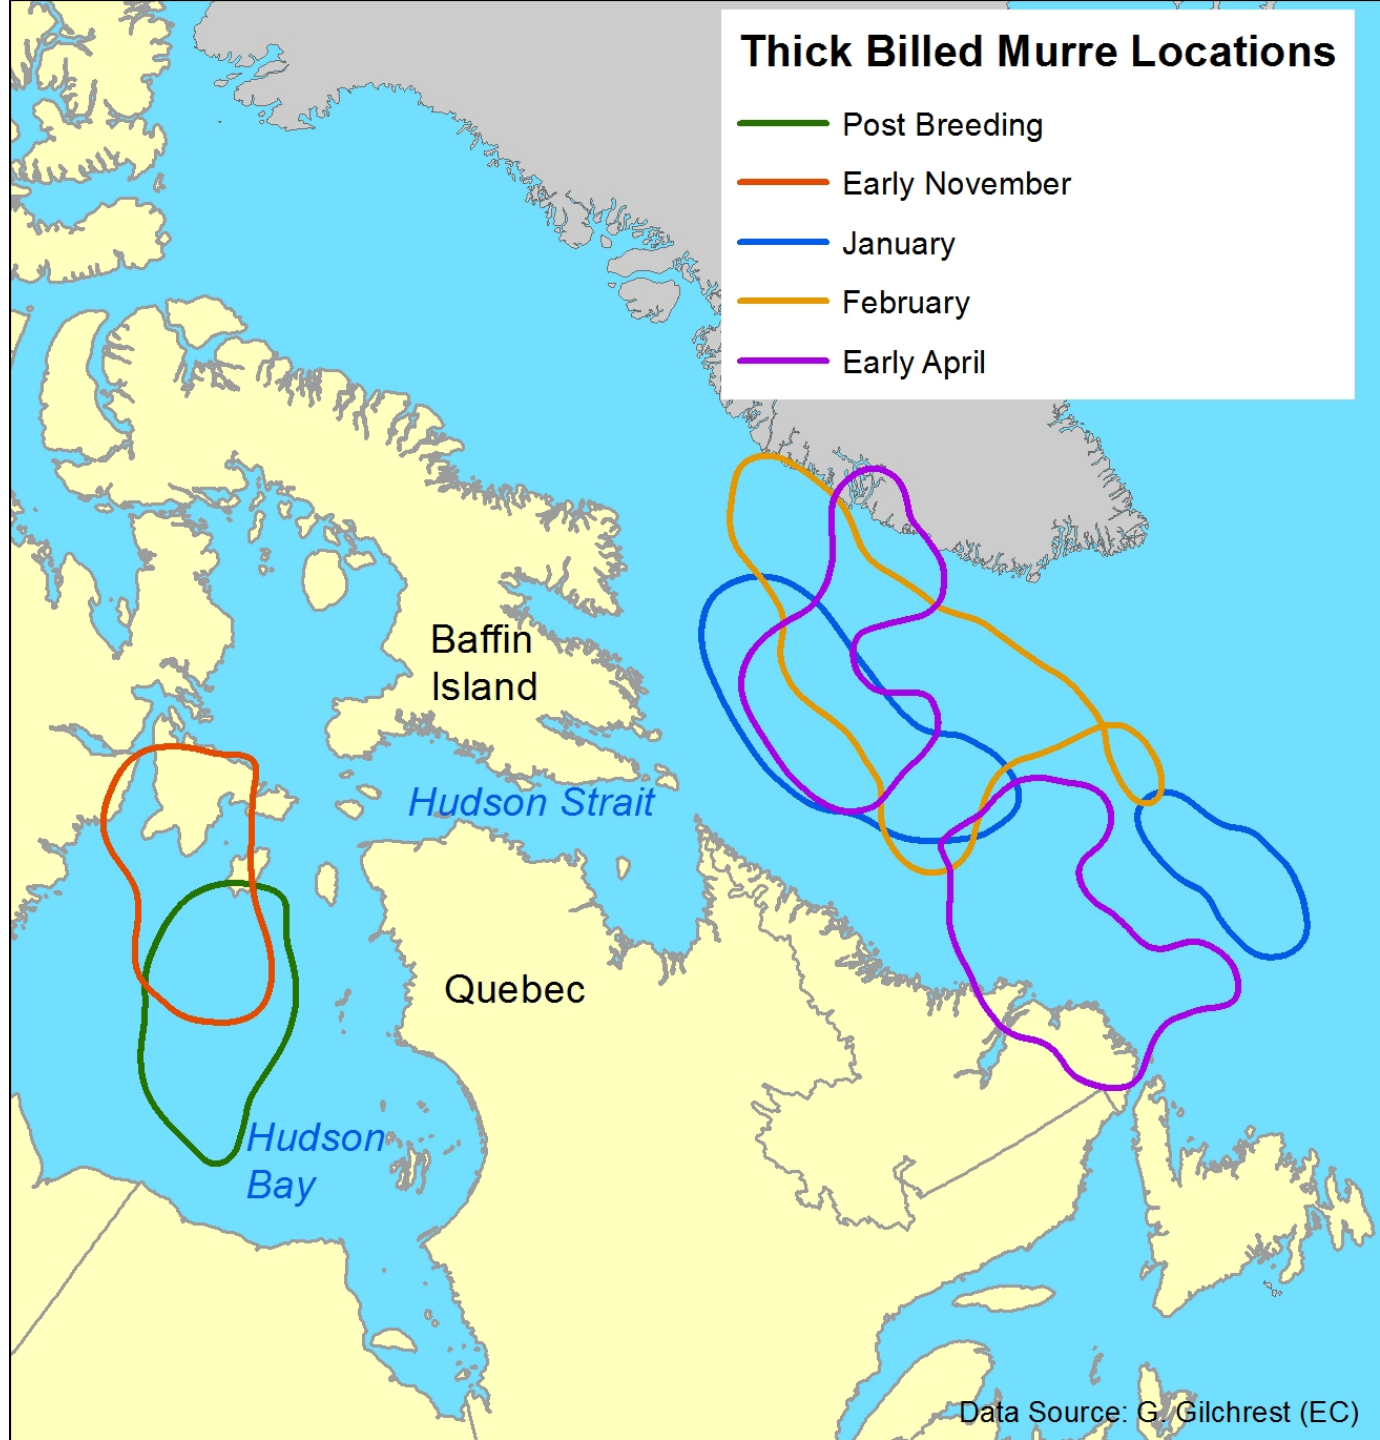 Thick Billed Murre Locations
Post Breeding
Early November
January
February
Early April
Baffin
Island
Hudson Strait
Quebec
Hudson
Bay
Data Source: G. Gilchrest (EC)